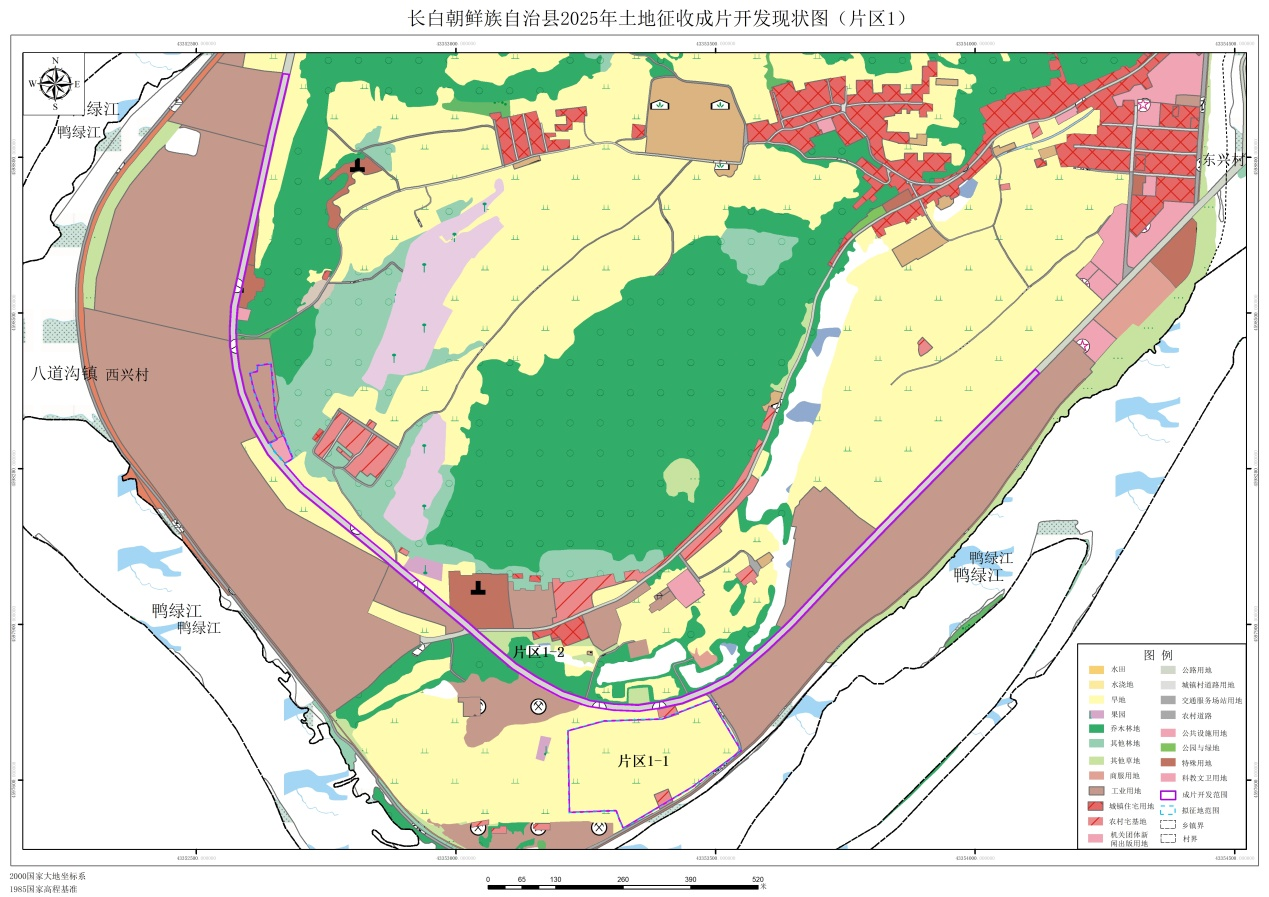 长白朝鲜族自治县2025年土地征收成片开发现状图（片区1）
N
W E
S
绿江
鸭绿江
东兴村
八道沟镇 西兴村
鸭绿江
鸭绿江
鸭绿江
鸭绿江
片区1-2
片区1-1
图 例
水田
水浇地
旱地
果园
乔木林地
其他林地
其他草地
商服用地
工业用地
城镇住宅用地
农村宅基地
机关团体新
闻出版用地
公路用地
城镇村道路用地
交通服务场站用地
农村道路
公共设施用地
公园与绿地
特殊用地
科教文卫用地
成片开发范围
拟征地范围
乡镇界
村界
2000国家大地坐标系
1985国家高程基准
0 65 130 260 390 520
米